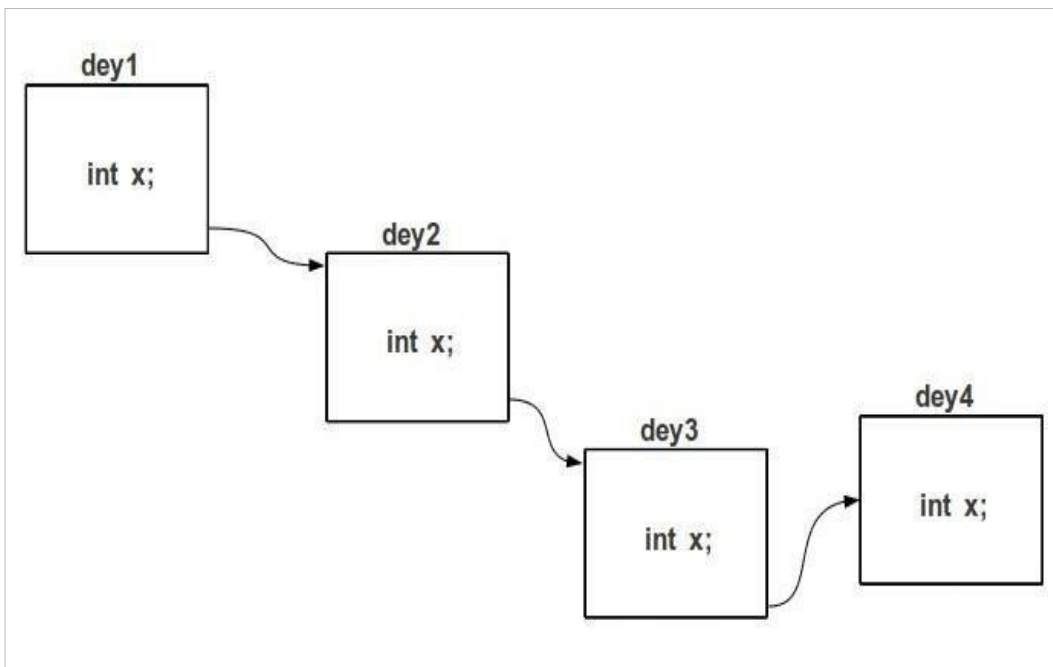 dey1
int x;
dey2
int x;
dey3
int x;
dey4
int x;